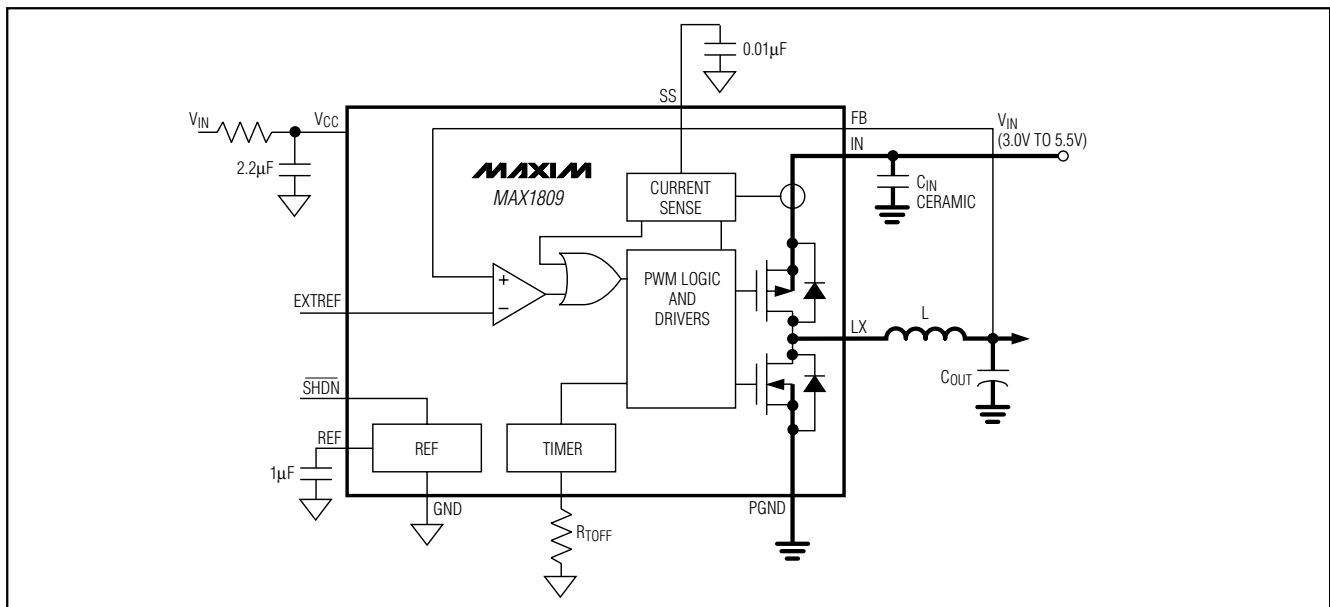 0.01µF
SS
VIN
VCC
FB
VIN
(3.0V TO 5.5V)
IN
2.2µF
MAXIM
MAX1809
CURRENT
SENSE
CIN
CERAMIC
+
−
EXTREF
PWM LOGIC
AND
DRIVERS
LX
L
COUT
SHDN
REF
REF
TIMER
1µF
GND
PGND
RTOFF